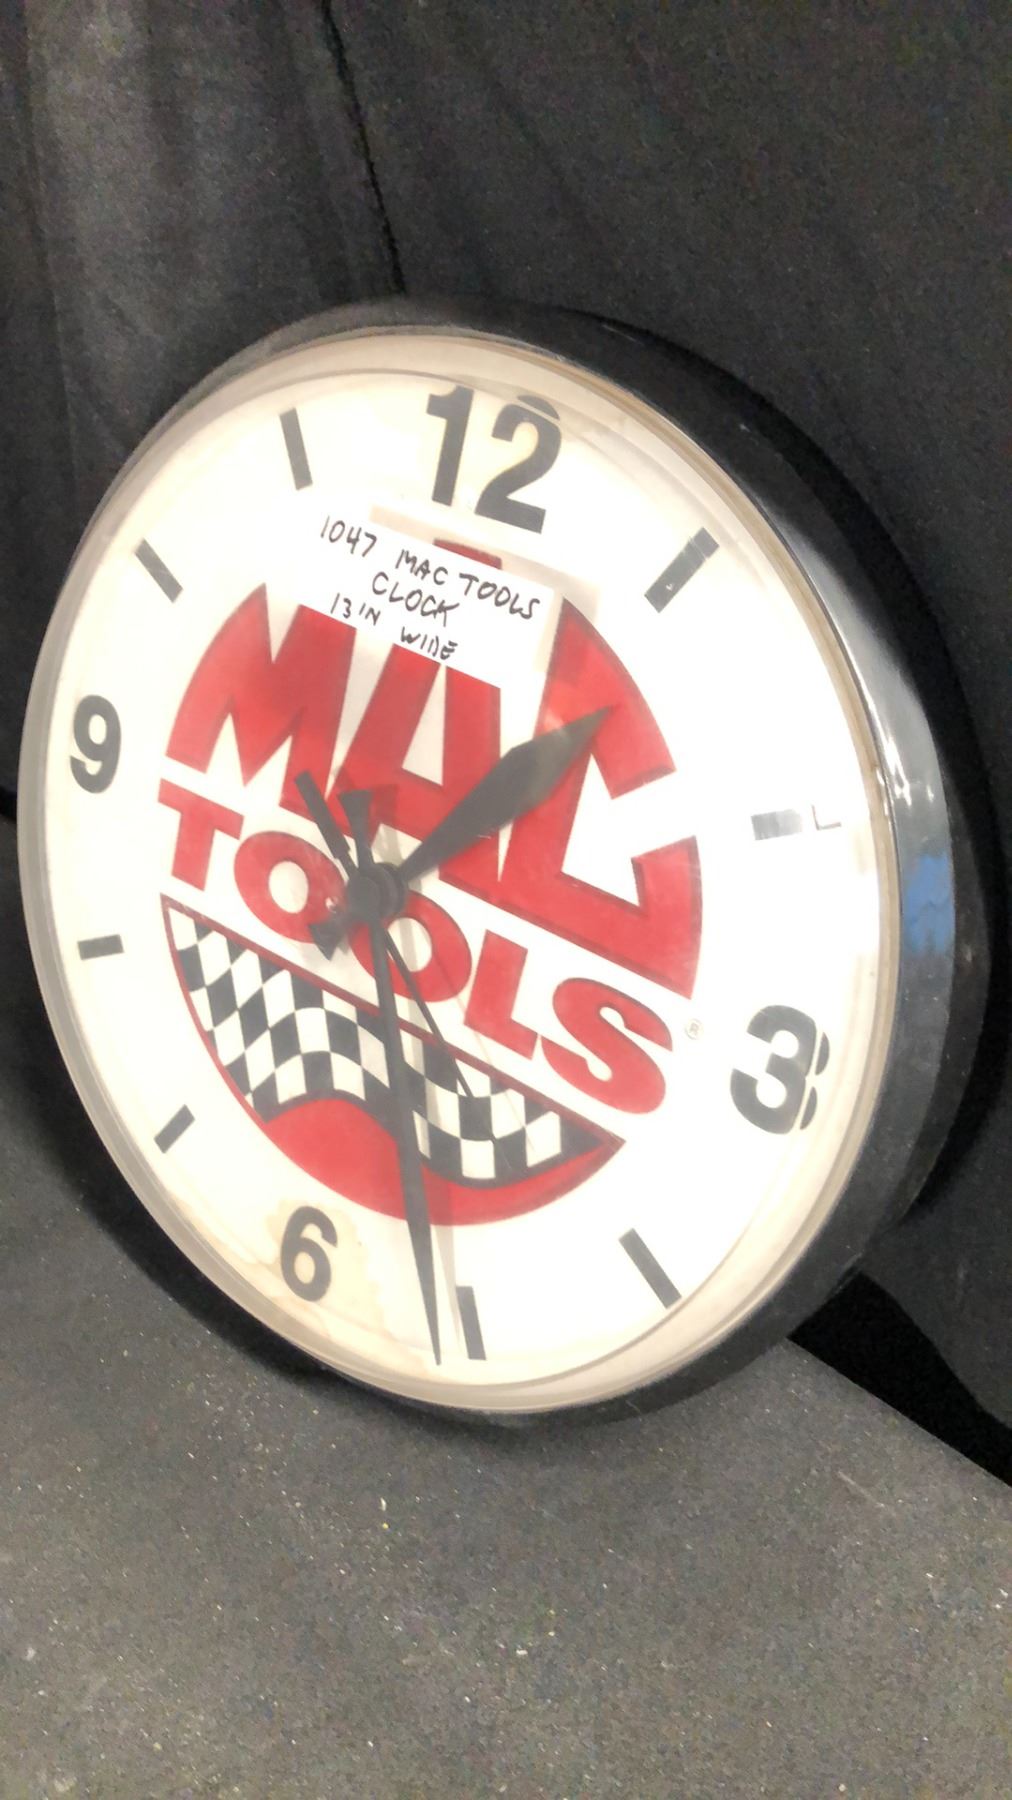 12
1047 MAC TOOLS
CLOCK
13 IN WIDE
9
MAC
TOOLS
®
3
6